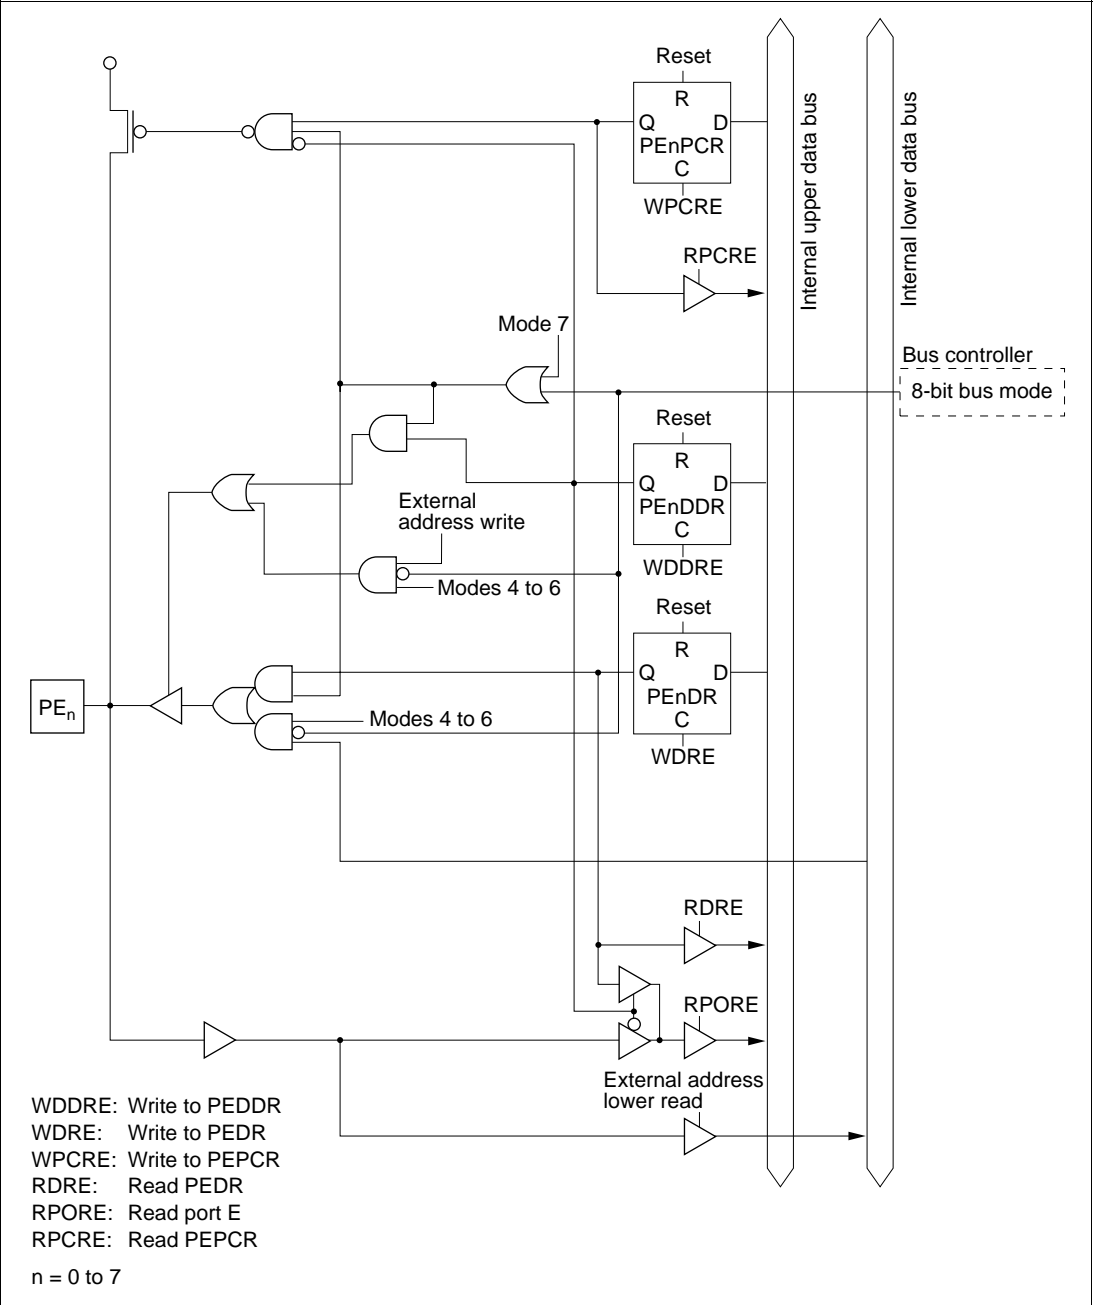 Reset
R
Q D
PEnPCR
C
WPCRE
Internal upper data bus
Internal lower data bus
RPCRE
Mode 7
Bus controller
8-bit bus mode
Reset
R
Q D
PEnDDR
C
WDDRE
External
address write
Modes 4 to 6
Reset
R
Q D
PEnDR
C
WDRE
PEn
Modes 4 to 6
RDRE
RPORE
External address
lower read
WDDRE: Write to PEDDR
WDRE: Write to PEDR
WPCRE: Write to PEPCR
RDRE: Read PEDR
RPORE: Read port E
RPCRE: Read PEPCR
n = 0 to 7